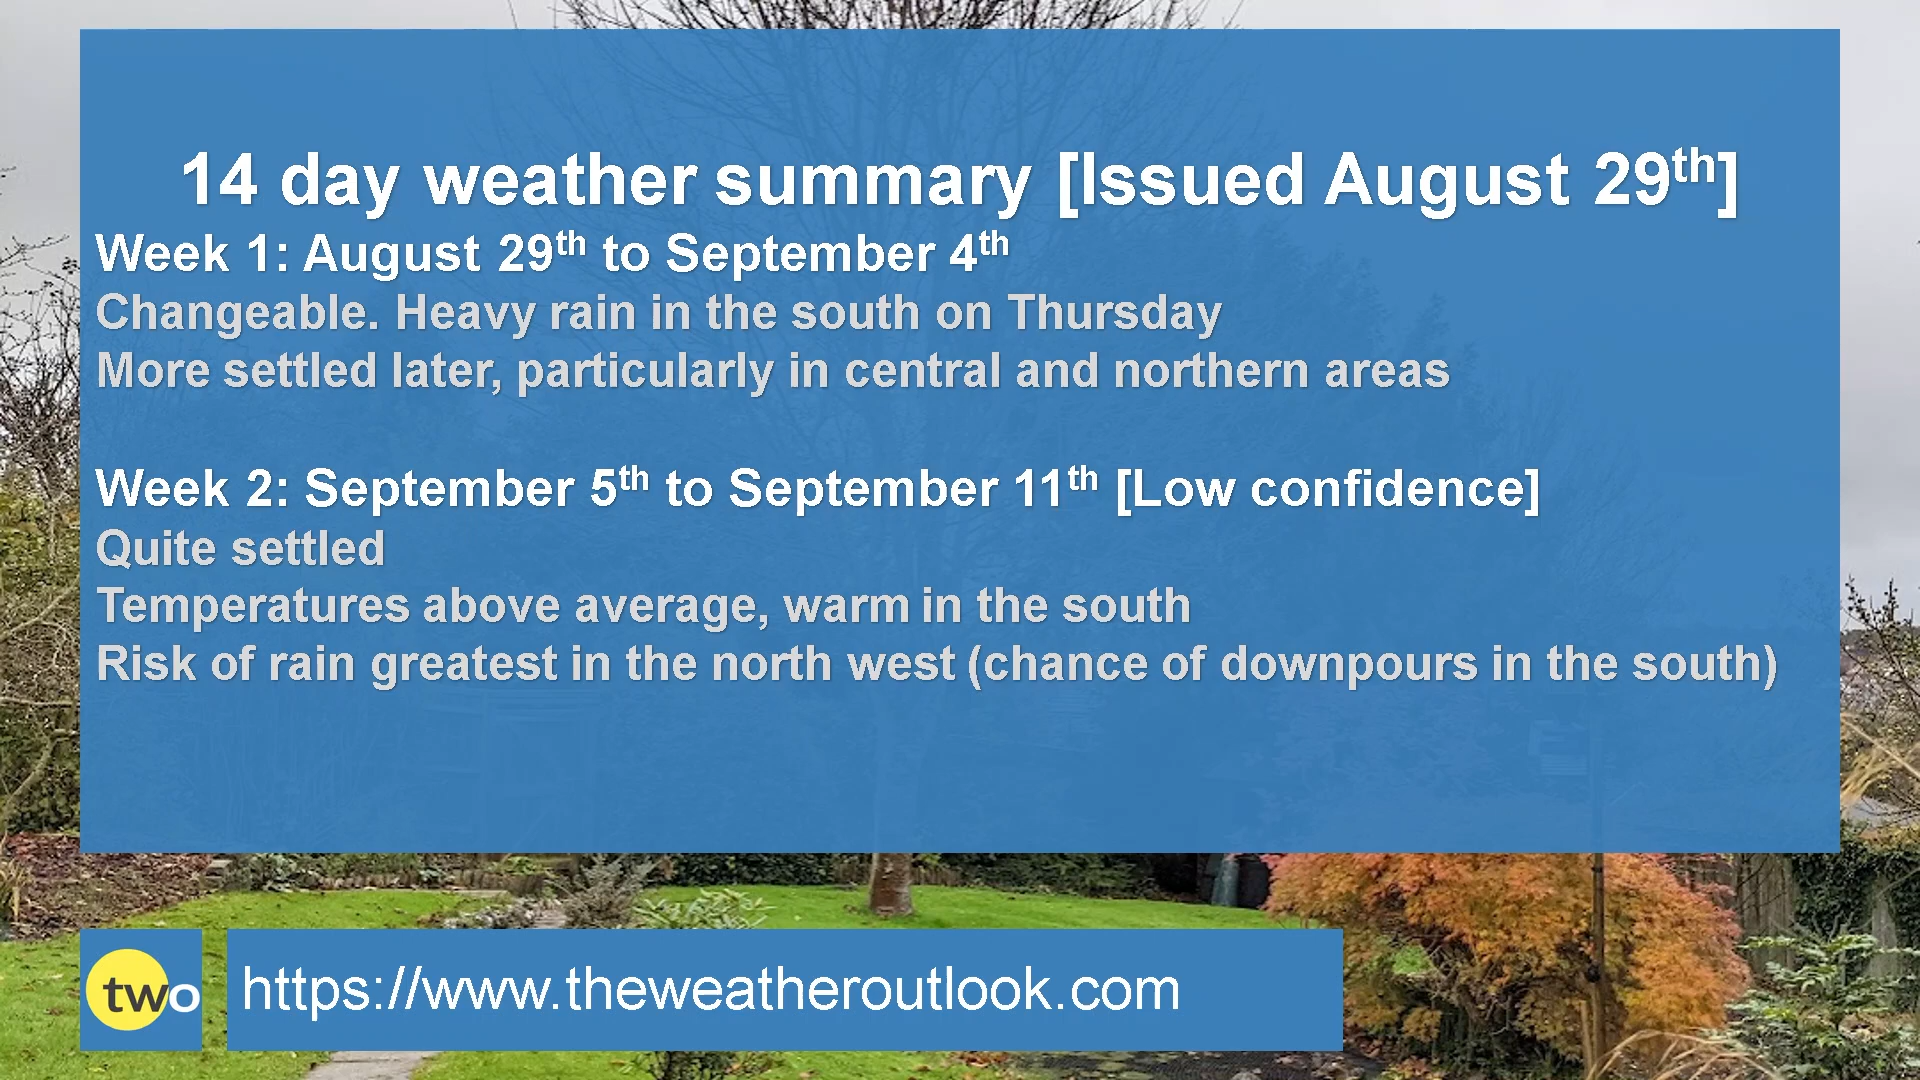 14 day weather summary [Issued August 29th]
Week 1: August 29th to September 4th
Changeable. Heavy rain in the south on Thursday
More settled later, particularly in central and northern areas
Week 2: September 5th to September 11th [Low confidence]
Quite settled
Temperatures above average, warm in the south
Risk of rain greatest in the north west (chance of downpours in the south)
two
https://www.theweatheroutlook.com